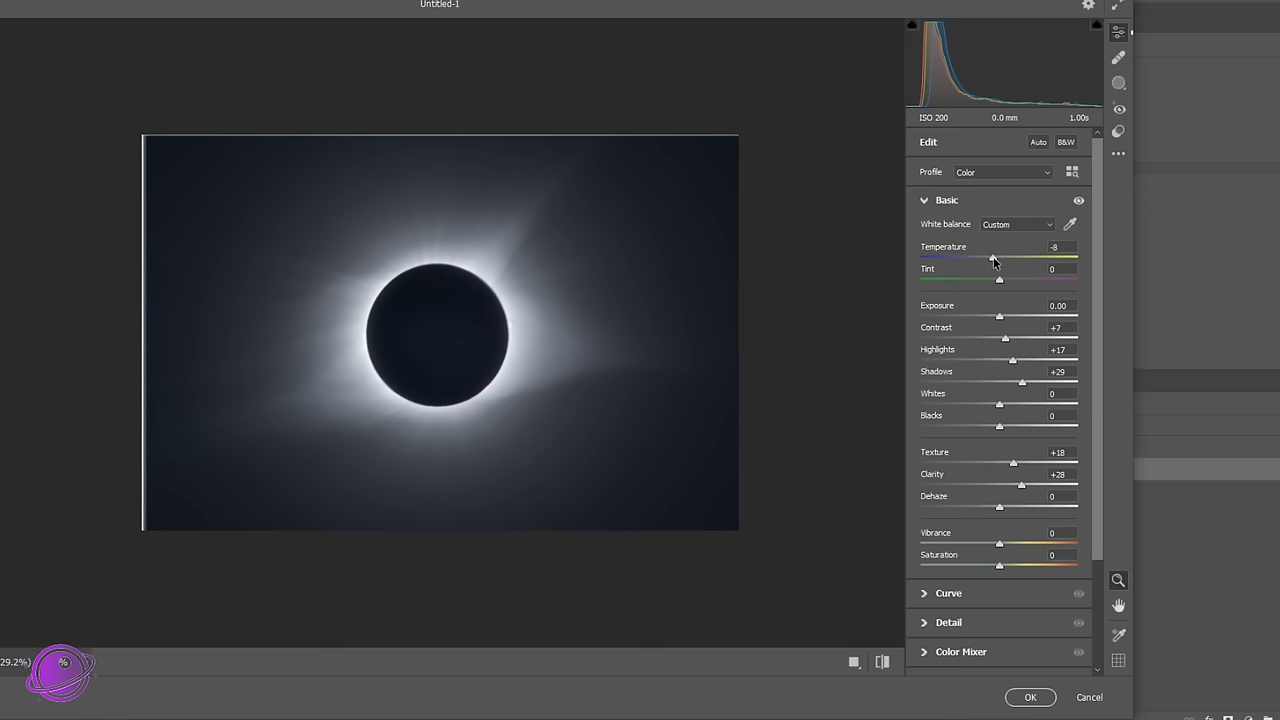 Untitled-1
ISO 200 0.0 mm 1.00s
Edit Auto B&W
Profile Color
Basic
White balance Custom
Temperature -8
Tint 0
Exposure 0.00
Contrast +7
Highlights +17
Shadows +29
Whites 0
Blacks 0
Texture +18
Clarity +28
Dehaze 0
Vibrance 0
Saturation 0
Curve
Detail
Color Mixer
29.2%) %
OK Cancel